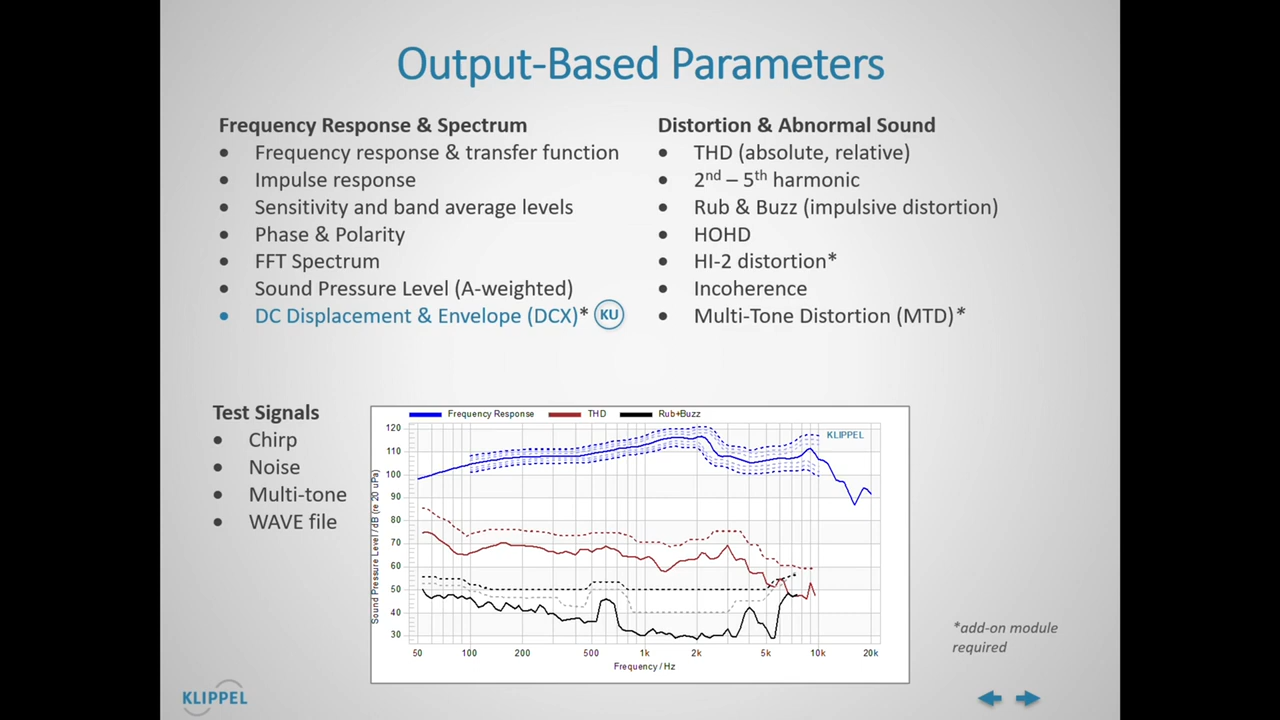 Output-Based Parameters
Frequency Response & Spectrum
• Frequency response & transfer function
• Impulse response
• Sensitivity and band average levels
• Phase & Polarity
• FFT Spectrum
• Sound Pressure Level (A-weighted)
• DC Displacement & Envelope (DCX)* KU
Distortion & Abnormal Sound
• THD (absolute, relative)
• 2nd – 5th harmonic
• Rub & Buzz (impulsive distortion)
• HOHD
• HI-2 distortion*
• Incoherence
• Multi-Tone Distortion (MTD)*
Test Signals
• Chirp
• Noise
• Multi-tone
• WAVE file
Frequency Response THD Rub+Buzz
KLIPPEL
Sound Pressure Level / dB (re 20 uPa)
120
110
100
90
80
70
60
50
40
30
50 100 200 500 1k 2k 5k 10k 20k
Frequency / Hz
*add-on module
required
KLIPPEL